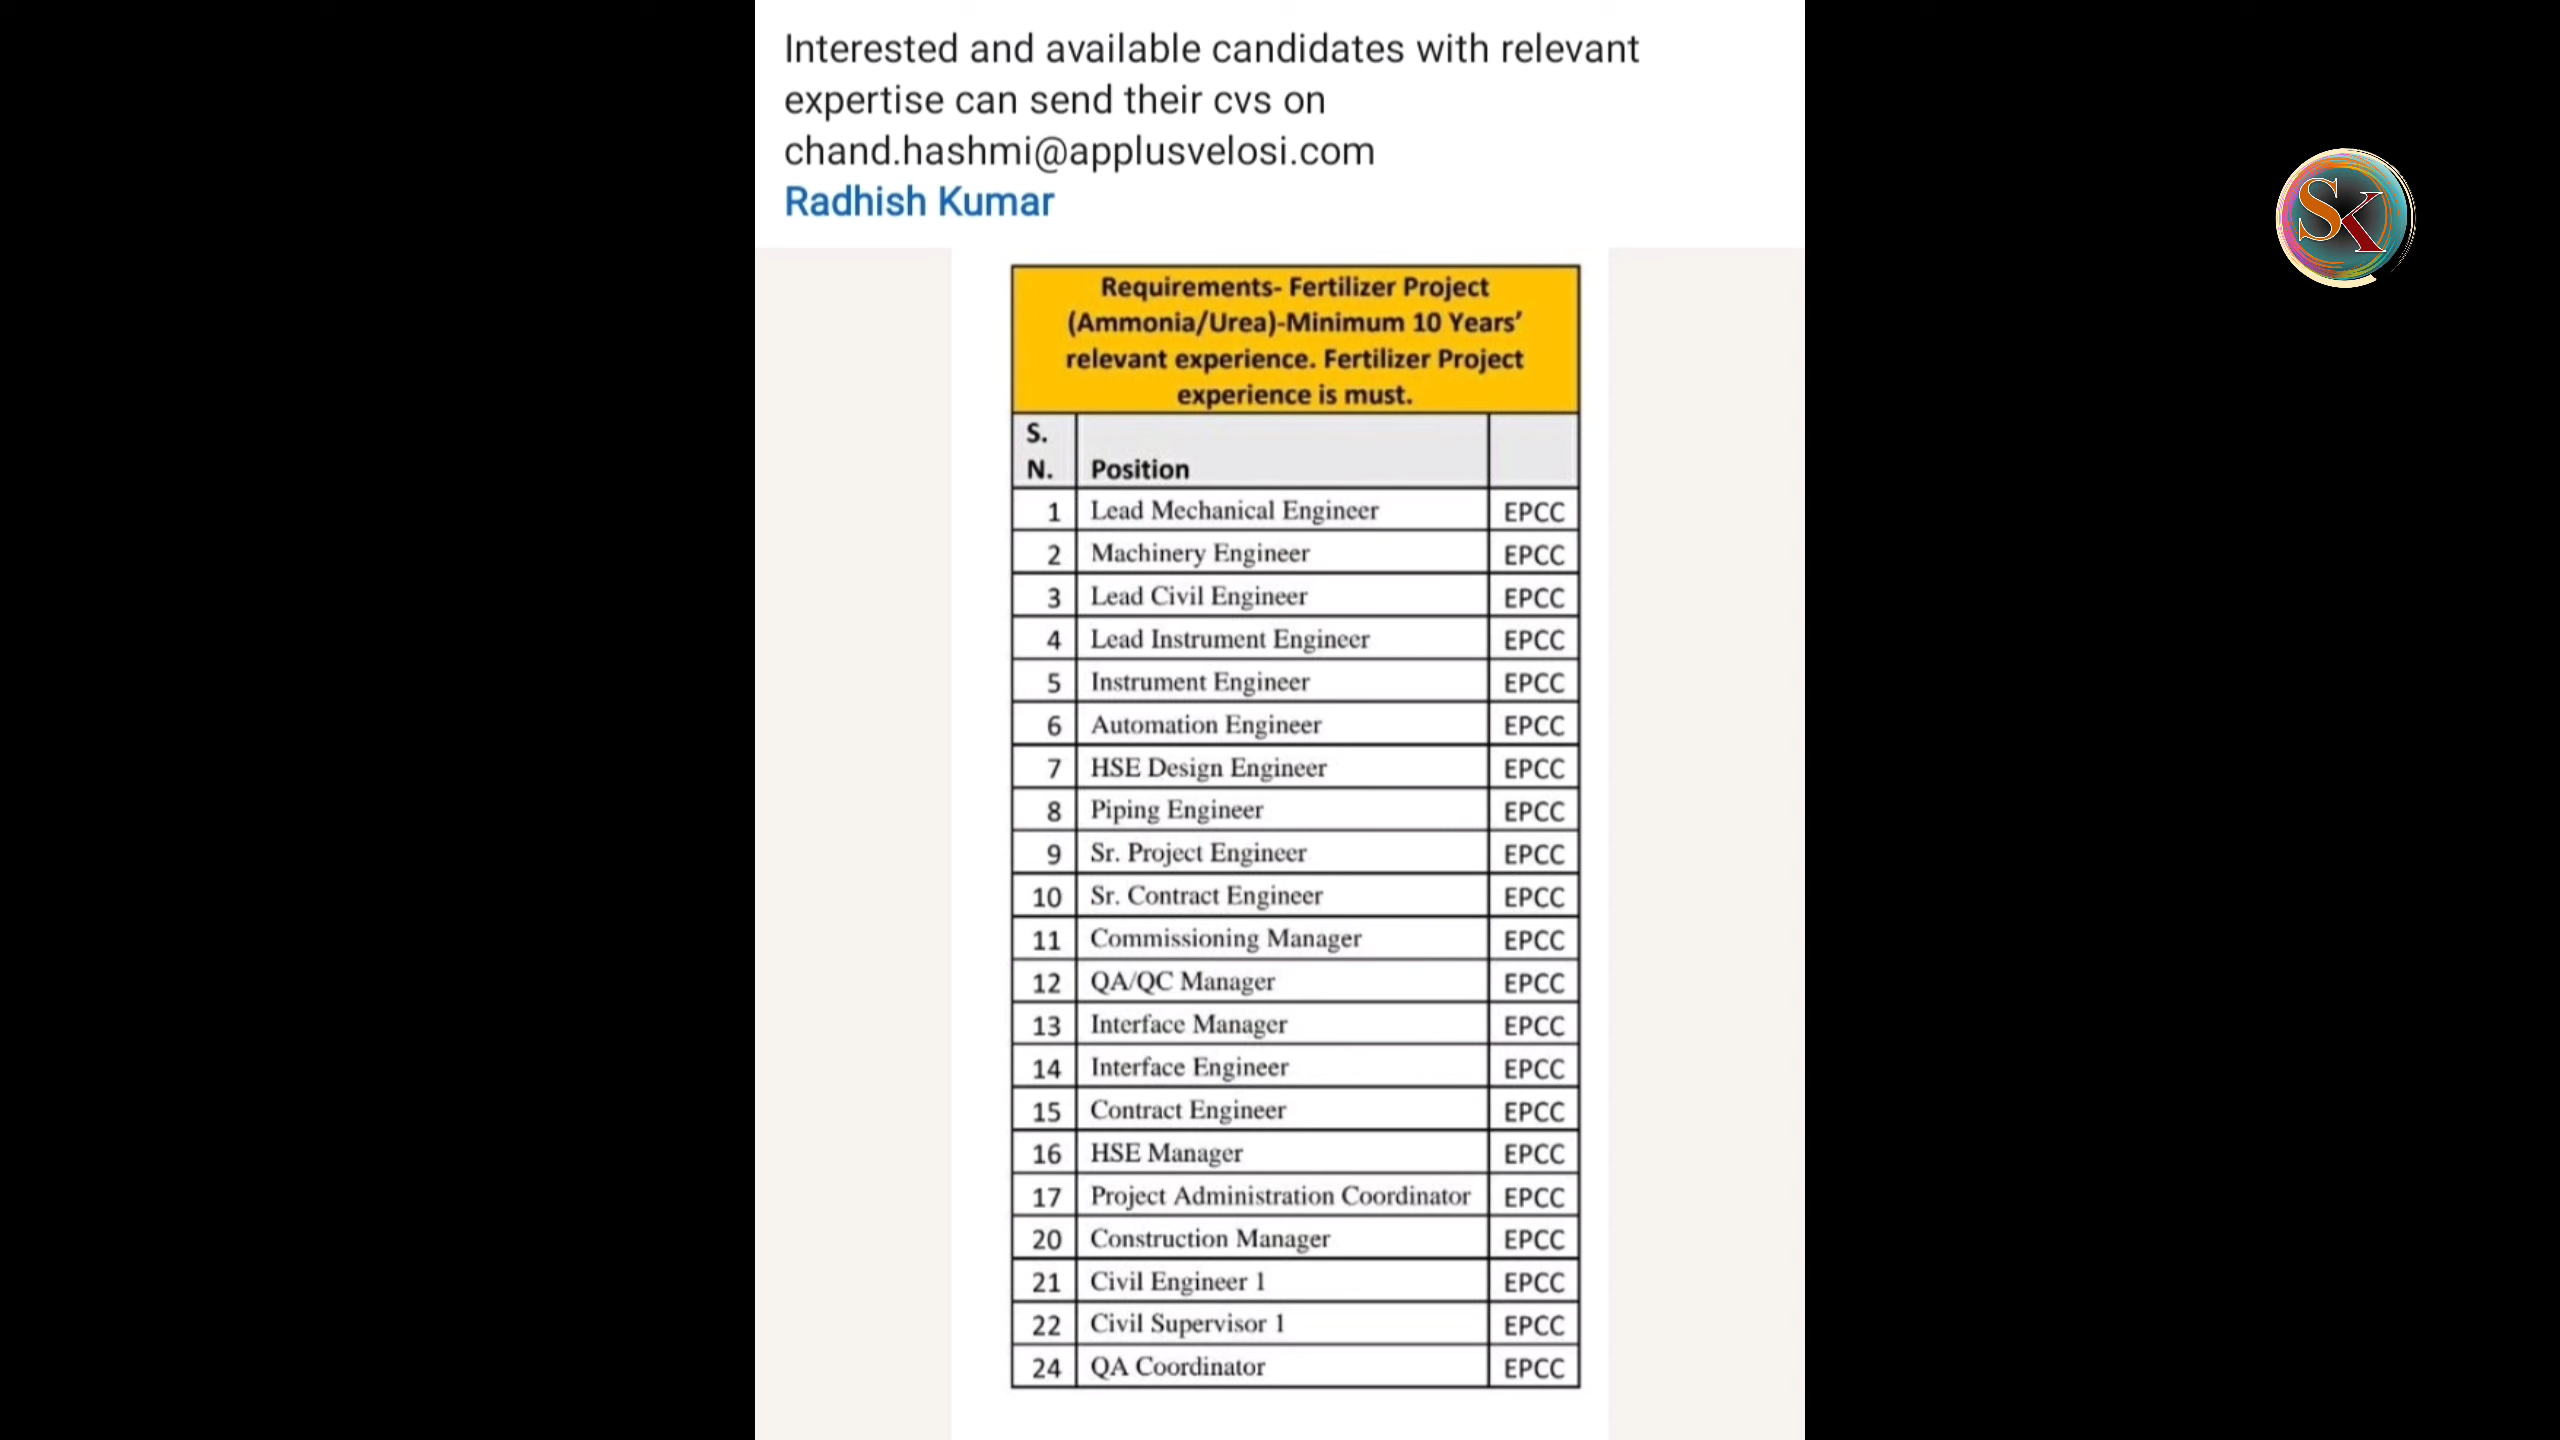 Interested and available candidates with relevant
expertise can send their cvs on
chand.hashmi@applusvelosi.com
Radhish Kumar
SK
Requirements- Fertilizer Project
(Ammonia/Urea)-Minimum 10 Years’
relevant experience. Fertilizer Project
experience is must.
S.
N. Position
1 Lead Mechanical Engineer EPCC
2 Machinery Engineer EPCC
3 Lead Civil Engineer EPCC
4 Lead Instrument Engineer EPCC
5 Instrument Engineer EPCC
6 Automation Engineer EPCC
7 HSE Design Engineer EPCC
8 Piping Engineer EPCC
9 Sr. Project Engineer EPCC
10 Sr. Contract Engineer EPCC
11 Commissioning Manager EPCC
12 QA/QC Manager EPCC
13 Interface Manager EPCC
14 Interface Engineer EPCC
15 Contract Engineer EPCC
16 HSE Manager EPCC
17 Project Administration Coordinator EPCC
20 Construction Manager EPCC
21 Civil Engineer 1 EPCC
22 Civil Supervisor 1 EPCC
24 QA Coordinator EPCC